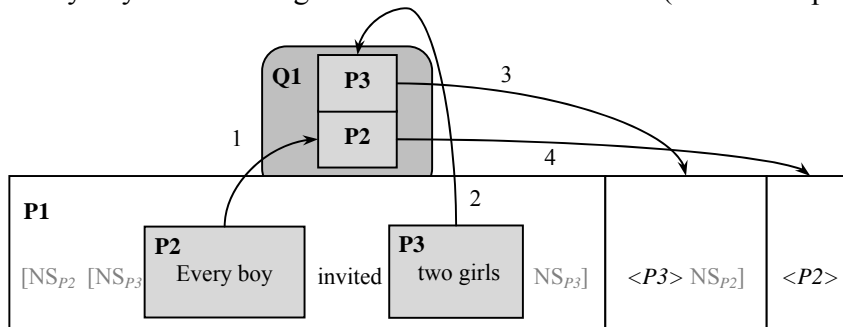 Q1
P3
3
P2
1
4
P1
2
P2
P3
[NS_P2 [NS_P3 Every boy invited two girls NS_P3] <P3> NS_P2] <P2>